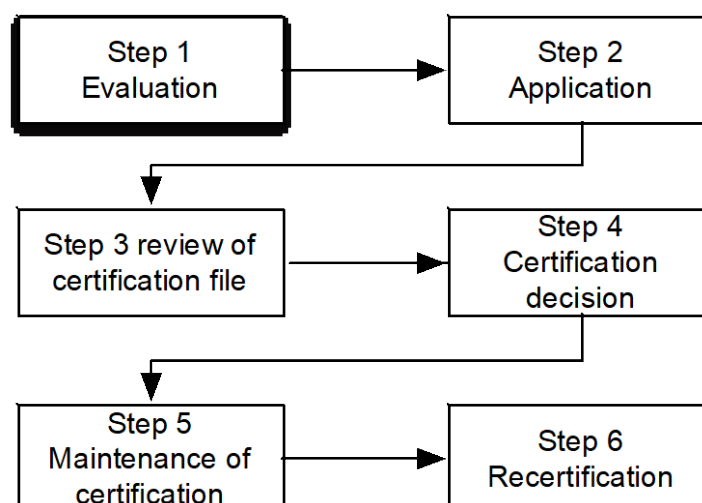 Step 1
Evaluation
Step 2
Application
Step 3 review of
certification file
Step 4
Certification
decision
Step 5
Maintenance of
certification
Step 6
Recertification